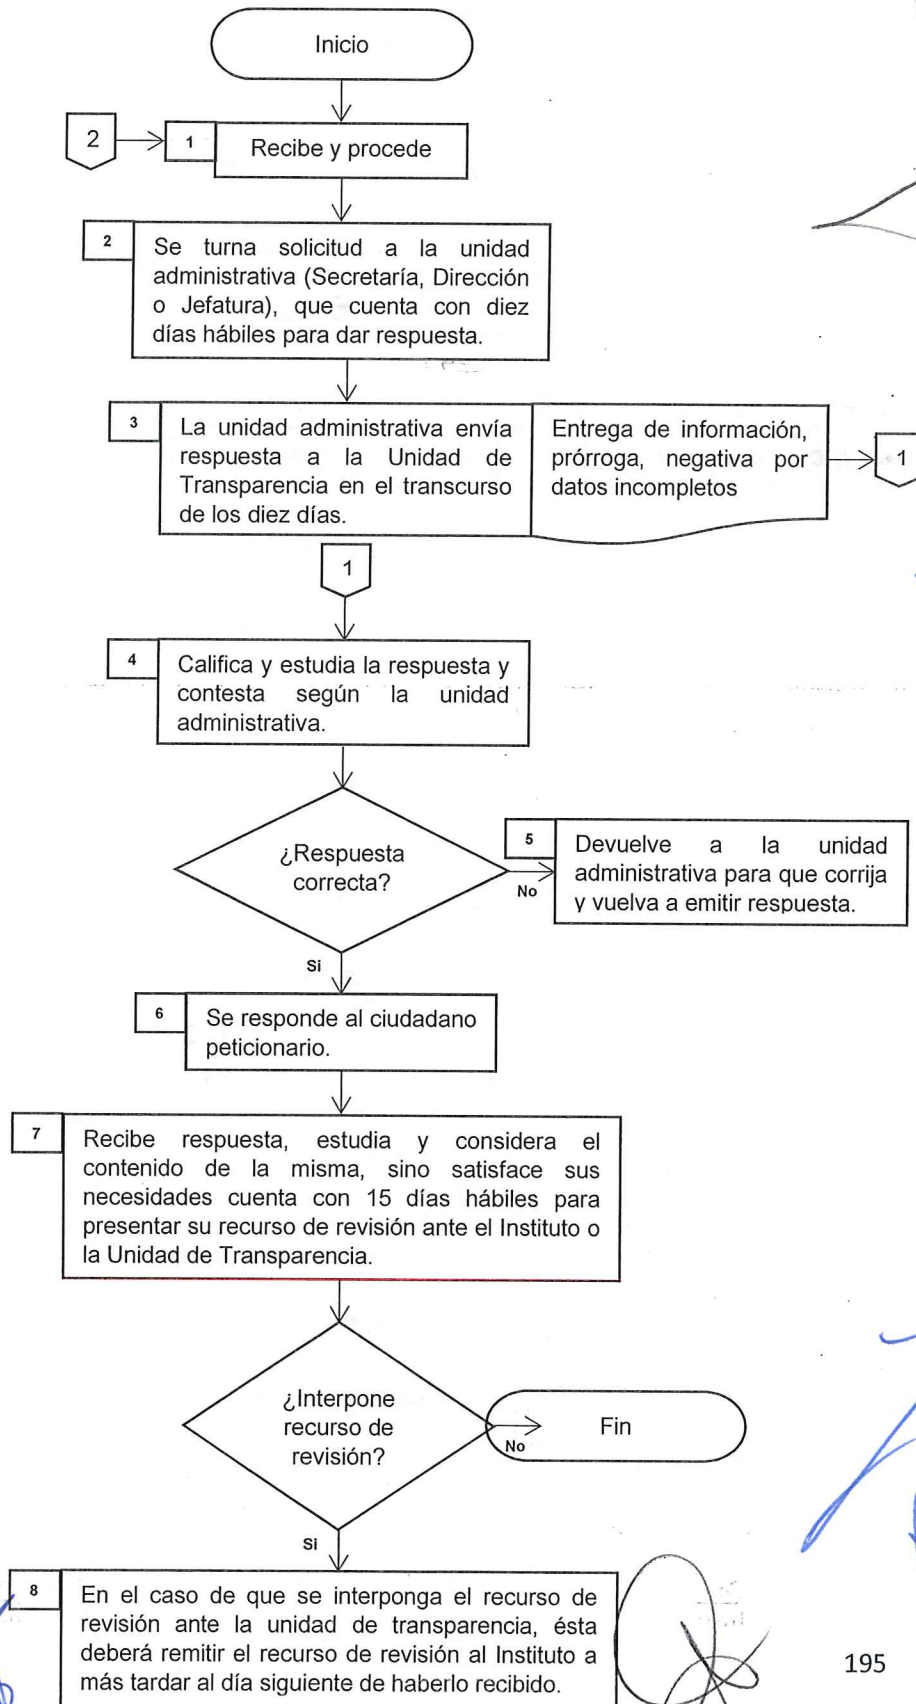 Inicio
2
1
Recibe y procede
2
Se turna solicitud a la unidad
administrativa (Secretaría, Dirección
o Jefatura), que cuenta con diez
días hábiles para dar respuesta.
3
La unidad administrativa envía
respuesta a la Unidad de
Transparencia en el transcurso
de los diez días.
Entrega de información,
prórroga, negativa por
datos incompletos
1
1
4
Califica y estudia la respuesta y
contesta según la unidad
administrativa.
¿Respuesta
correcta?
No
5
Devuelve a la unidad
administrativa para que corrija
y vuelva a emitir respuesta.
Si
6
Se responde al ciudadano
peticionario.
7
Recibe respuesta, estudia y considera el
contenido de la misma, sino satisface sus
necesidades cuenta con 15 días hábiles para
presentar su recurso de revisión ante el Instituto o
la Unidad de Transparencia.
¿Interpone
recurso de
revisión?
No
Fin
Si
8
En el caso de que se interponga el recurso de
revisión ante la unidad de transparencia, ésta
deberá remitir el recurso de revisión al Instituto a
más tardar al día siguiente de haberlo recibido.
195